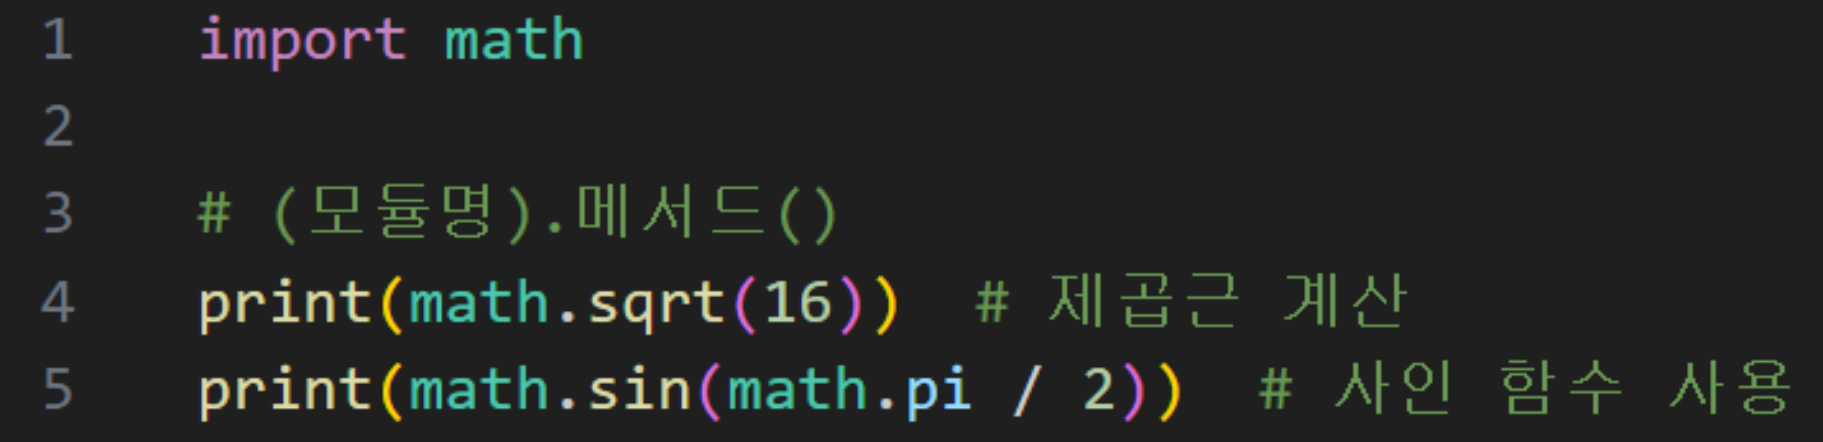 1 import math
2
3 # (모듈명).메서드()
4 print(math.sqrt(16))  # 제곱근 계산
5 print(math.sin(math.pi / 2))  # 사인 함수 사용